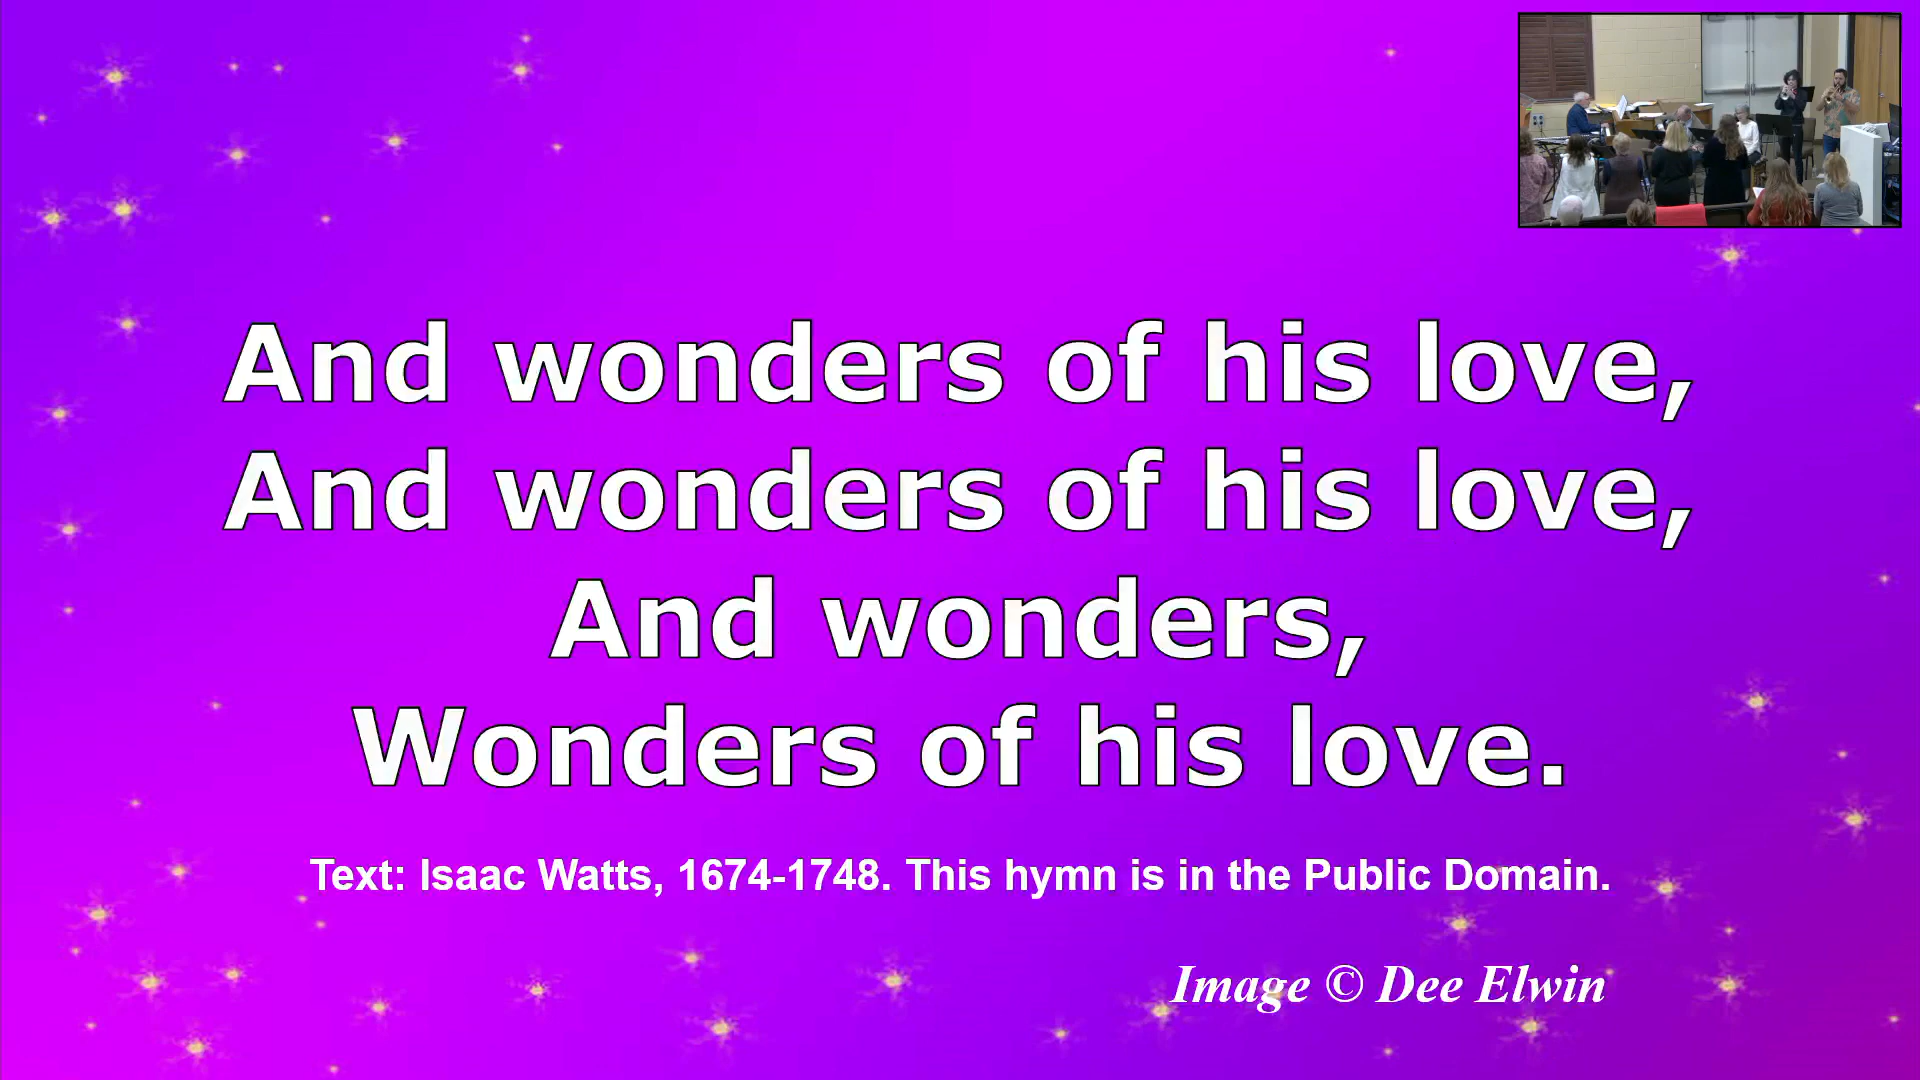 And wonders of his love,
And wonders of his love,
And wonders,
Wonders of his love.
Text: Isaac Watts, 1674-1748. This hymn is in the Public Domain.
Image © Dee Elwin